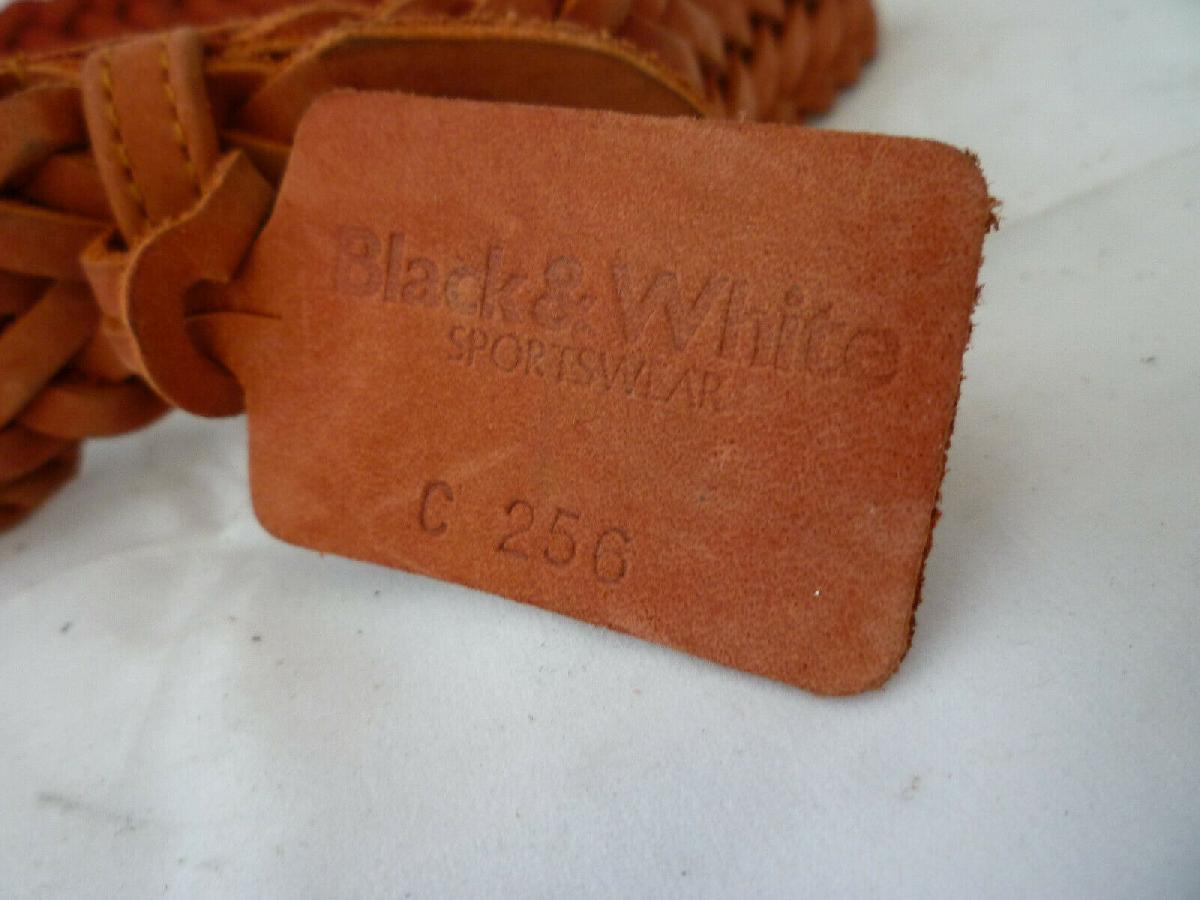 Black & White
SPORTSWEAR
C 256